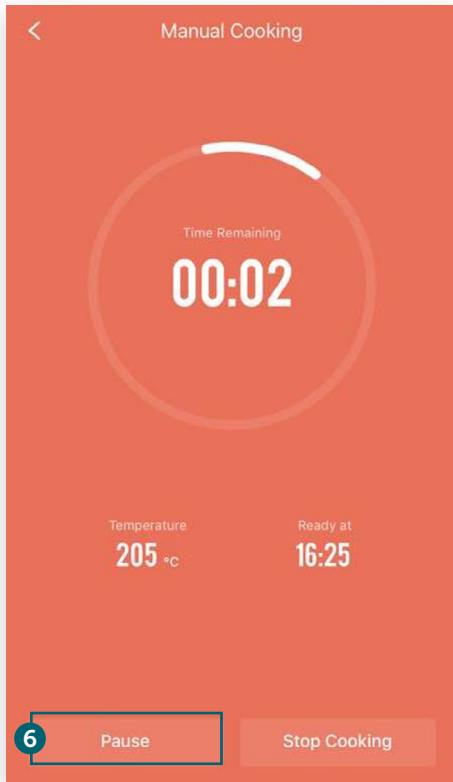 Manual Cooking
Time Remaining
00:02
Temperature Ready at
205 °C 16:25
6 Pause Stop Cooking